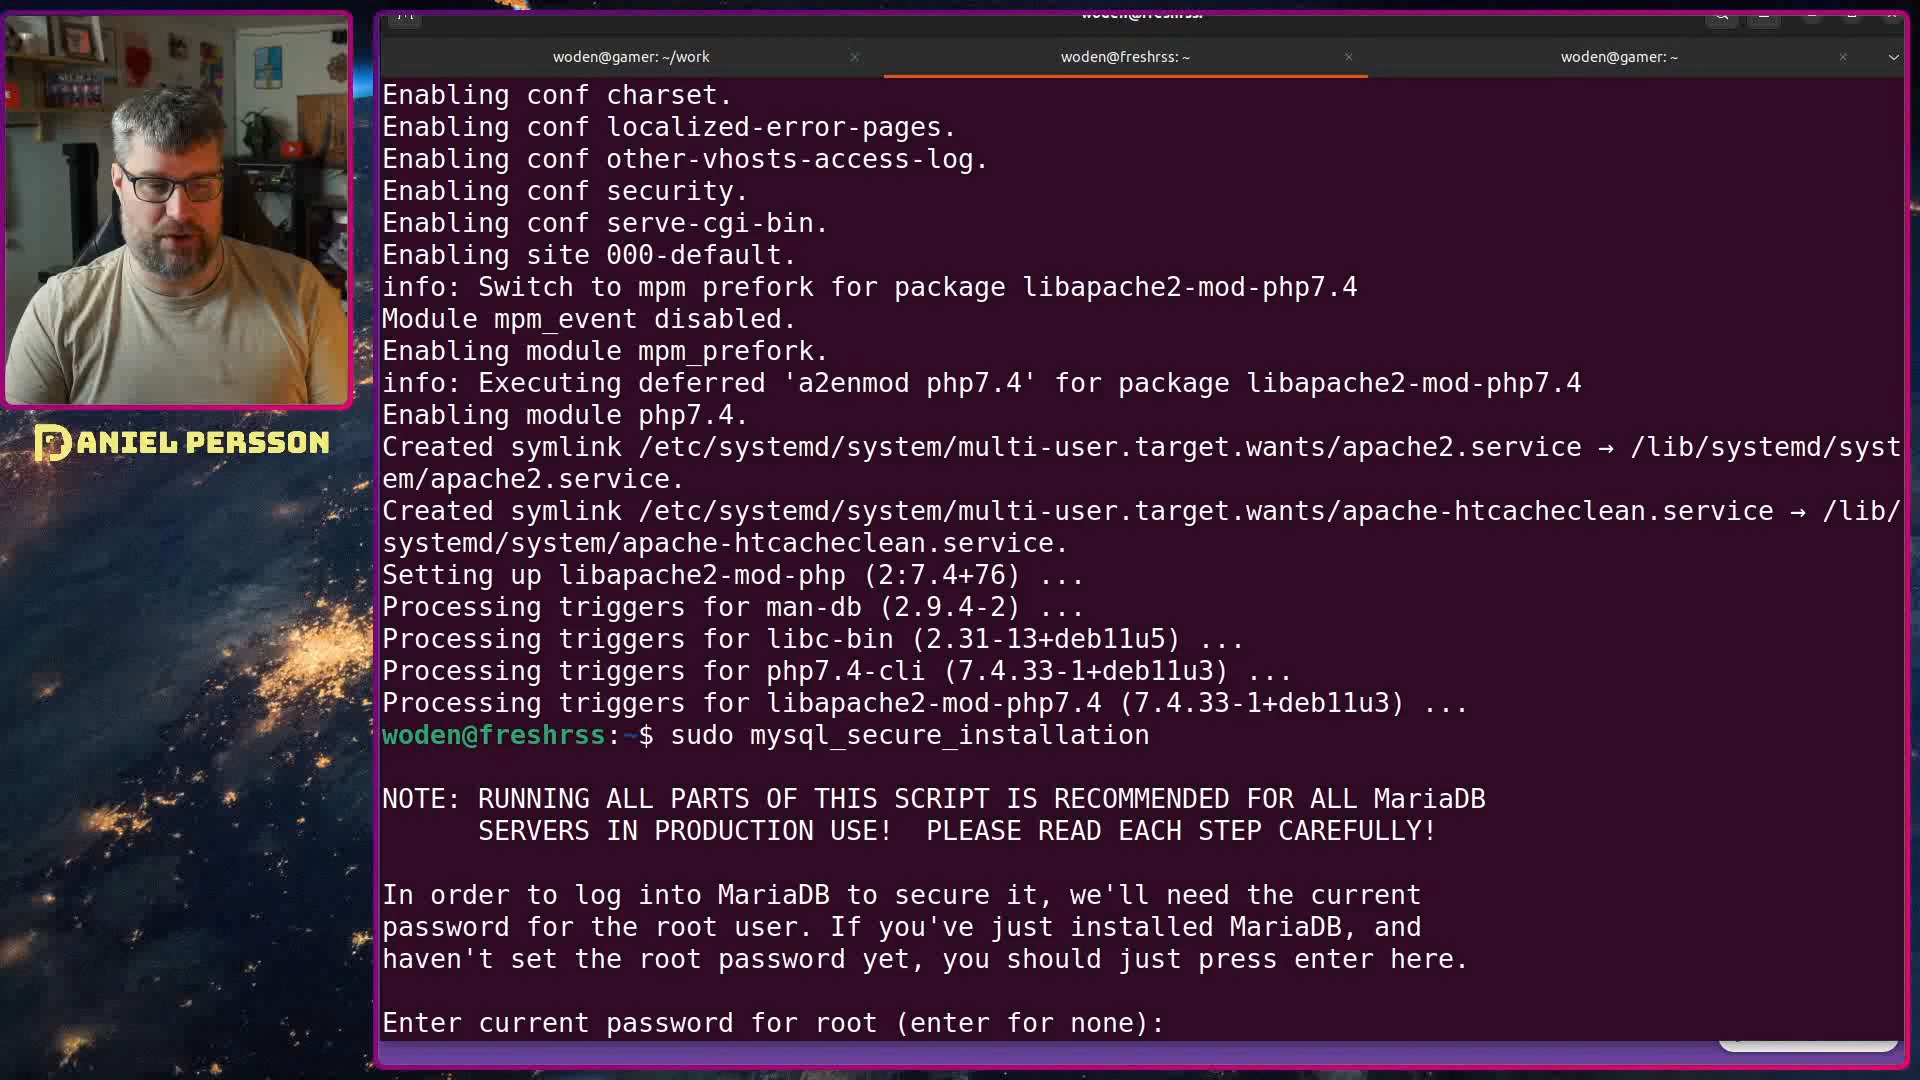 woden@freshrss: ~
woden@gamer: ~/work
woden@freshrss: ~
woden@gamer: ~
Enabling conf charset.
Enabling conf localized-error-pages.
Enabling conf other-vhosts-access-log.
Enabling conf security.
Enabling conf serve-cgi-bin.
Enabling site 000-default.
info: Switch to mpm prefork for package libapache2-mod-php7.4
Module mpm_event disabled.
Enabling module mpm_prefork.
info: Executing deferred 'a2enmod php7.4' for package libapache2-mod-php7.4
Enabling module php7.4.
Created symlink /etc/systemd/system/multi-user.target.wants/apache2.service → /lib/systemd/syst
em/apache2.service.
Created symlink /etc/systemd/system/multi-user.target.wants/apache-htcacheclean.service → /lib/
systemd/system/apache-htcacheclean.service.
Setting up libapache2-mod-php (2:7.4+76) ...
Processing triggers for man-db (2.9.4-2) ...
Processing triggers for libc-bin (2.31-13+deb11u5) ...
Processing triggers for php7.4-cli (7.4.33-1+deb11u3) ...
Processing triggers for libapache2-mod-php7.4 (7.4.33-1+deb11u3) ...
woden@freshrss:~$ sudo mysql_secure_installation
NOTE: RUNNING ALL PARTS OF THIS SCRIPT IS RECOMMENDED FOR ALL MariaDB
SERVERS IN PRODUCTION USE!  PLEASE READ EACH STEP CAREFULLY!
In order to log into MariaDB to secure it, we'll need the current
password for the root user. If you've just installed MariaDB, and
haven't set the root password yet, you should just press enter here.
Enter current password for root (enter for none):
DANIEL PERSSON